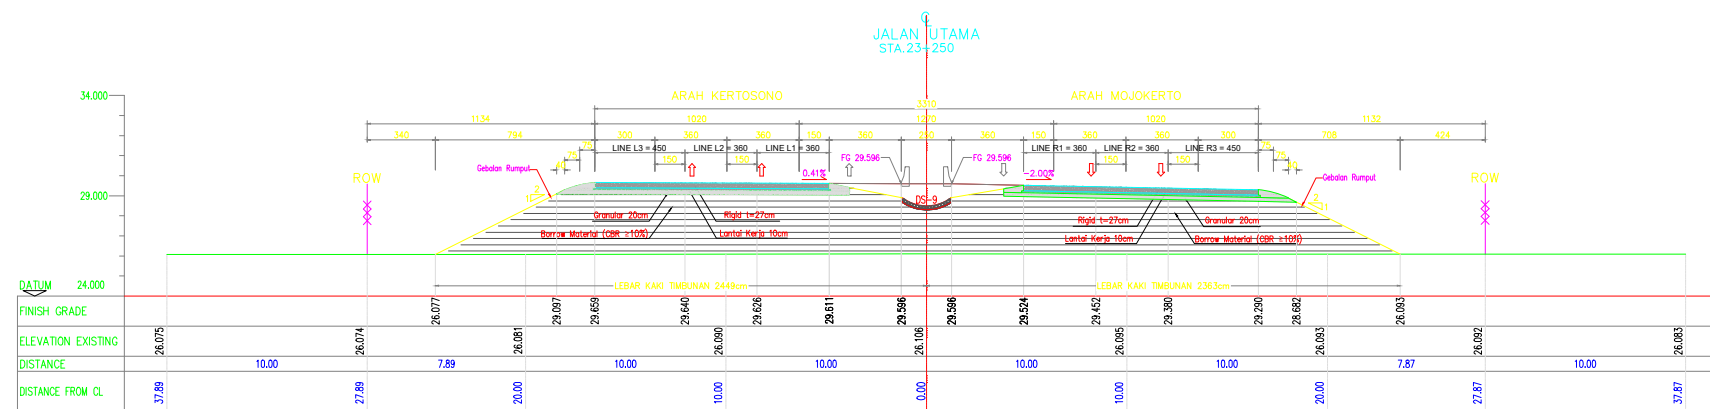 JALAN UTAMA
STA.23+250
34.000
ARAH KERTOSONO
ARAH MOJOKERTO
3310
1134
1020
1020
1132
340
794
300
360
360
150
360
360
150
360
360
300
708
424
75
75
LINE L3 = 450
LINE L2 = 360
LINE L1 = 360
LINE R1 = 360
LINE R2 = 360
LINE R3 = 450
75
75
150
150
150
150
FG 29.596
FG 29.596
Gebalan Rumput
0.41%
-2.00%
Gebalan Rumput
ROW
ROW
29.000
DS-9
Granular 20cm
Rigid t=27cm
Rigid t=27cm
Granular 20cm
Borrow Material (CBR ≥10%)
Lantai Kerja 10cm
Lantai Kerja 10cm
Borrow Material (CBR ≥10%)
DATUM 24.000
LEBAR KAKI TIMBUNAN 2449cm
LEBAR KAKI TIMBUNAN 2363cm
FINISH GRADE
26.077
29.097
29.659
29.640
29.626
29.611
29.596
29.596
29.524
29.452
29.380
29.290
28.682
26.093
ELEVATION EXISTING
26.075
26.074
26.081
26.090
26.106
26.095
26.093
26.092
26.083
DISTANCE
10.00
7.89
10.00
10.00
10.00
10.00
7.87
10.00
DISTANCE FROM CL
37.89
27.89
20.00
10.00
0.00
10.00
20.00
27.87
37.87